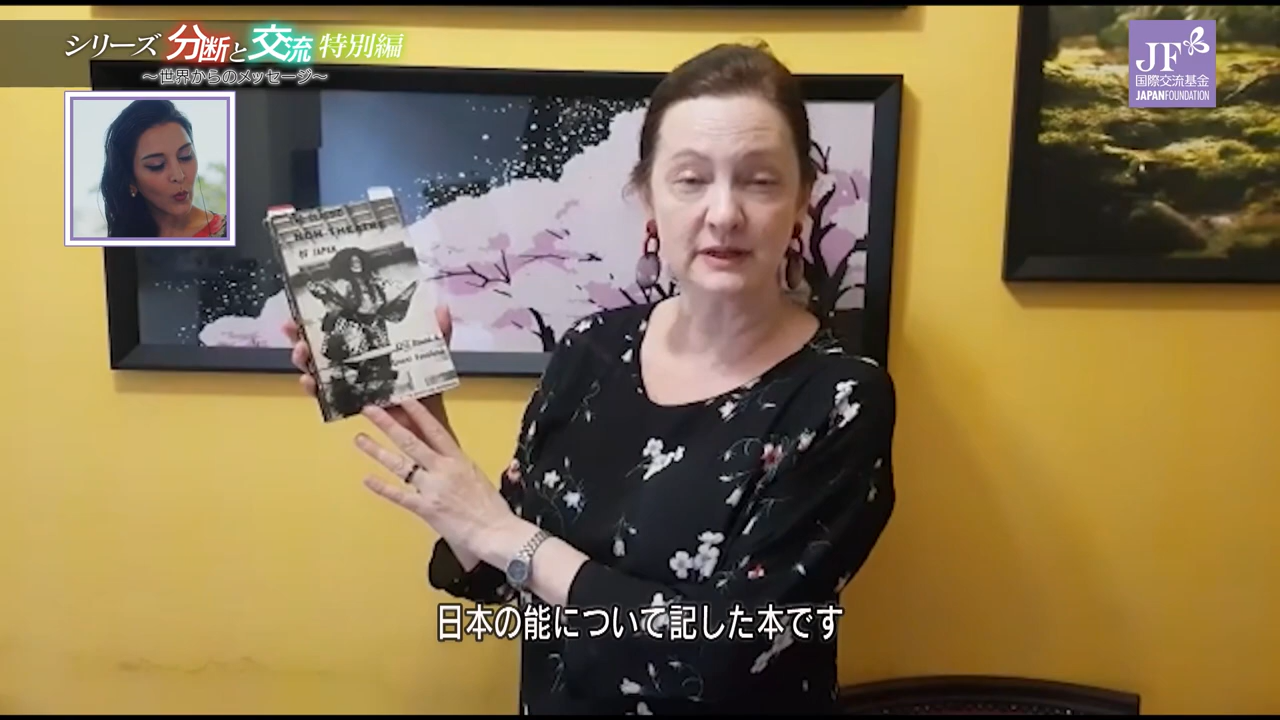 シリーズ 分断と交流 特別編
～世界からのメッセージ～
JF
国際交流基金
JAPANFOUNDATION
NOH THEATRE
OF JAPAN
日本の能について記した本です